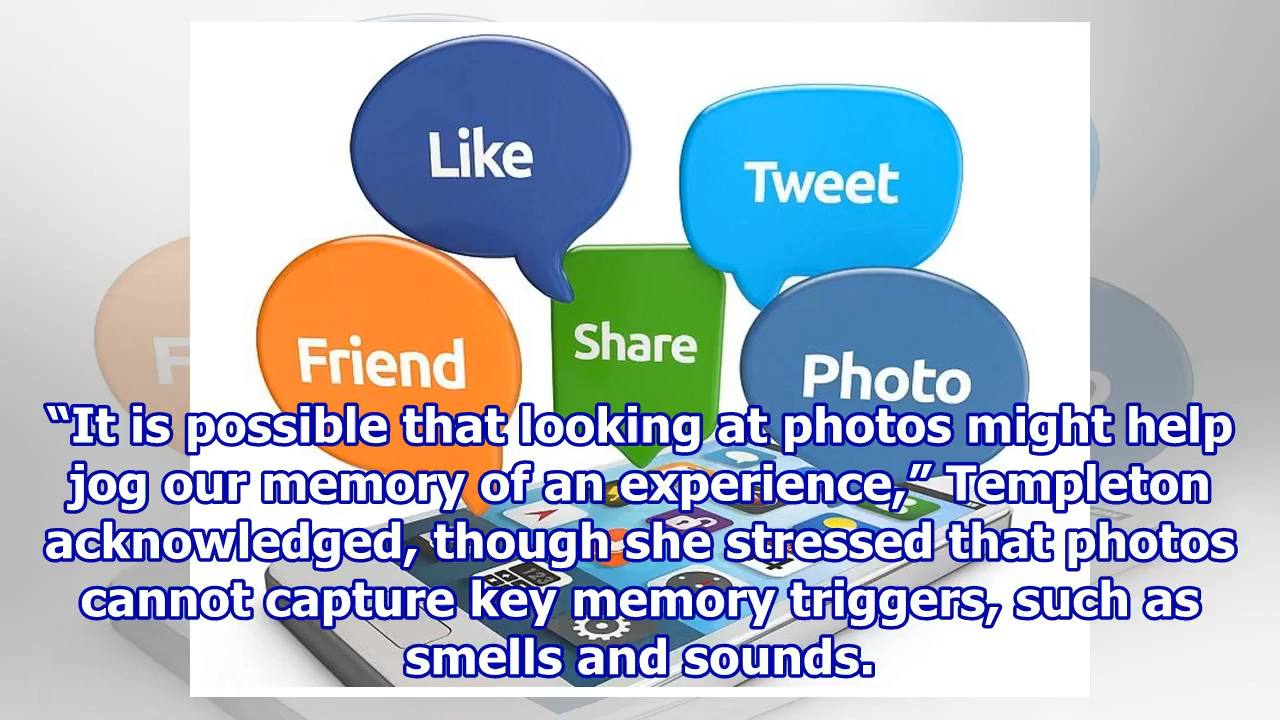 Like
Tweet
Friend
Share
Photo
“It is possible that looking at photos might help
jog our memory of an experience,” Templeton
acknowledged, though she stressed that photos
cannot capture key memory triggers, such as
smells and sounds.